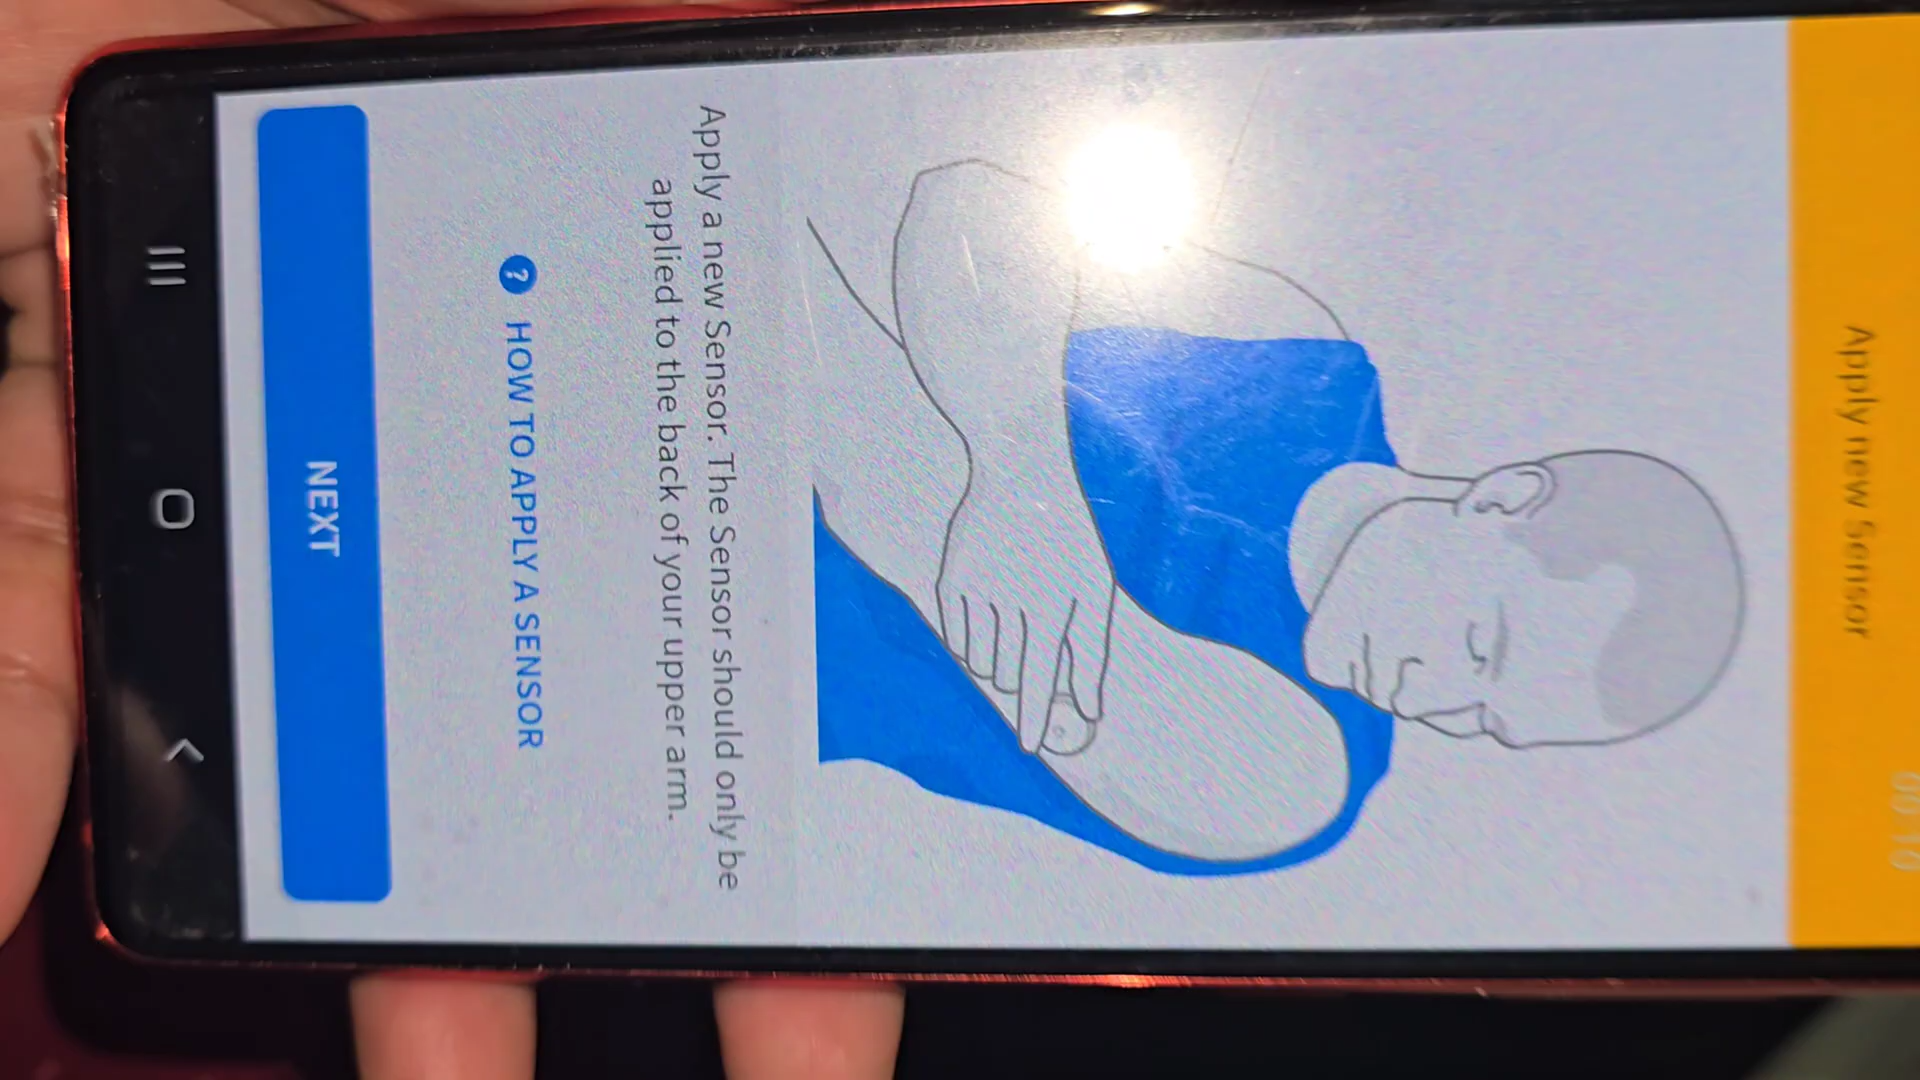 Apply new Sensor
Apply a new Sensor. The Sensor should only be
applied to the back of your upper arm.
? HOW TO APPLY A SENSOR
NEXT